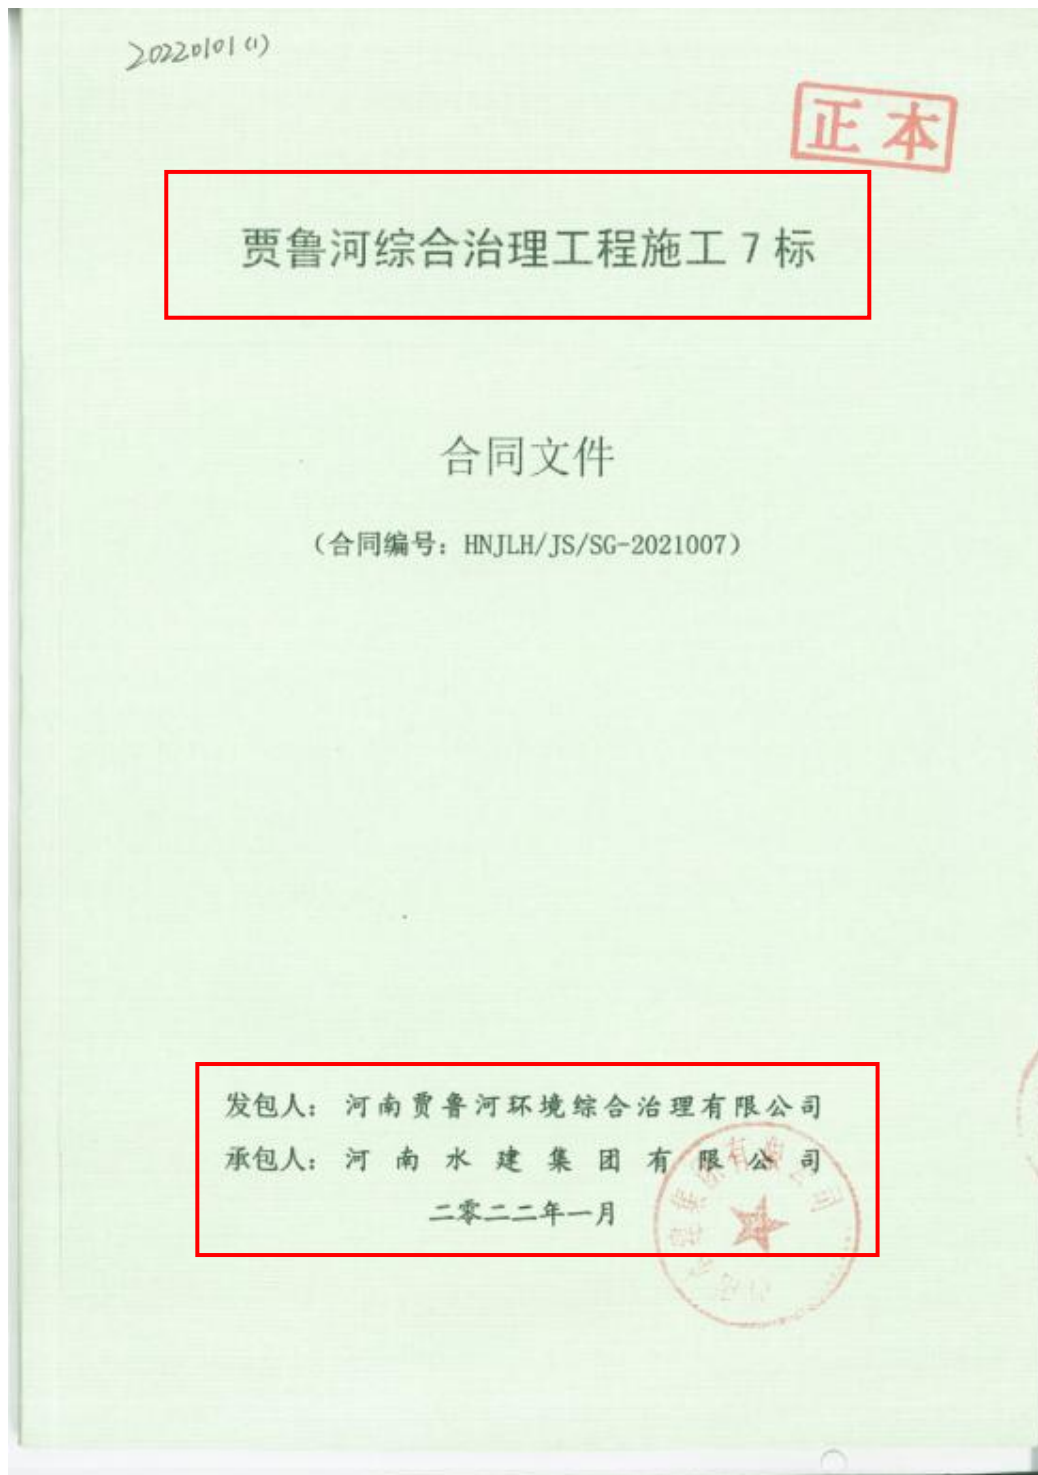 20220101(1)
正本
贾鲁河综合治理工程施工7标
合同文件
（合同编号：HNJLH/JS/SG-2021007）
发包人：河南贾鲁河环境综合治理有限公司
承包人：河南水建集团有限公司
二零二二年一月